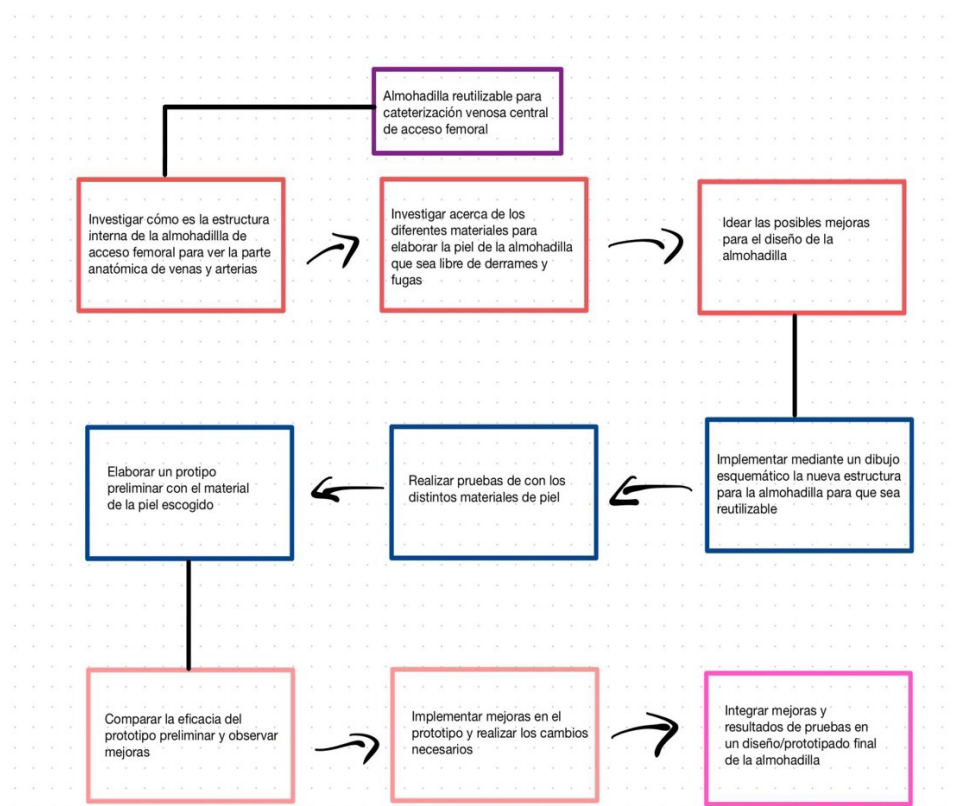 Almohadilla reutilizable para
cateterización venosa central
de acceso femoral
Investigar cómo es la estructura
interna de la almohadillla de
acceso femoral para ver la parte
anatómica de venas y arterias
Investigar acerca de los
diferentes materiales para
elaborar la piel de la almohadilla
que sea libre de derrames y
fugas
Idear las posibles mejoras
para el diseño de la
almohadilla
Implementar mediante un dibujo
esquemático la nueva estructura
para la almohadilla para que sea
reutilizable
Realizar pruebas de con los
distintos materiales de piel
Elaborar un protipo
preliminar con el material
de la piel escogido
Comparar la eficacia del
prototipo preliminar y observar
mejoras
Implementar mejoras en el
prototipo y realizar los cambios
necesarios
Integrar mejoras y
resultados de pruebas en
un diseño/prototipado final
de la almohadilla